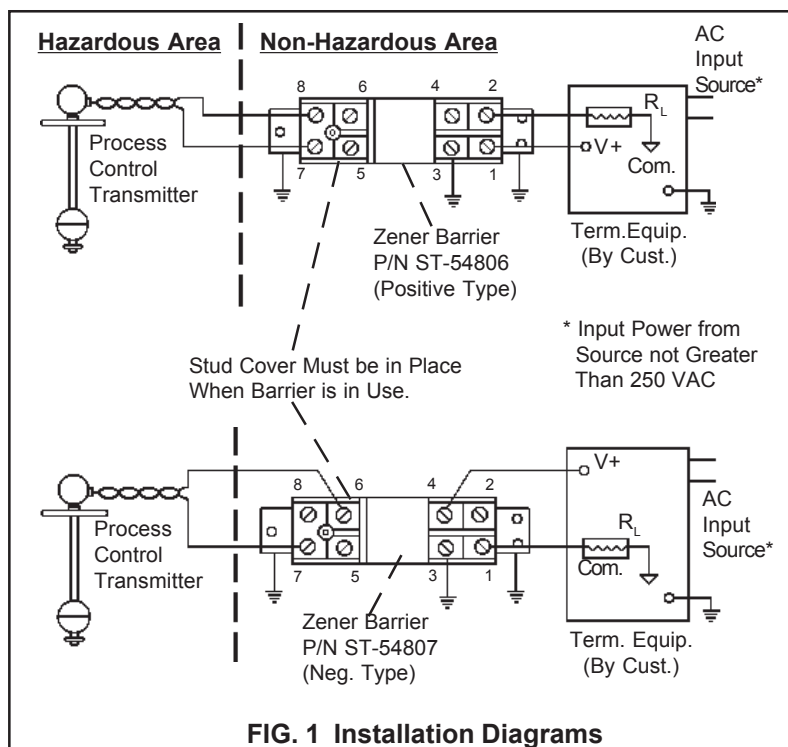 Hazardous Area
Non-Hazardous Area
AC
Input
Source*
8
6
4
2
RL
V+
Com.
7
5
3
1
Process
Control
Transmitter
Zener Barrier
P/N ST-54806
(Positive Type)
Term.Equip.
(By Cust.)
* Input Power from
Source not Greater
Than 250 VAC
Stud Cover Must be in Place
When Barrier is in Use.
V+
8
6
4
2
AC
Input
Source*
RL
Com.
Process
Control
Transmitter
7
5
3
1
Zener Barrier
P/N ST-54807
(Neg. Type)
Term. Equip.
(By Cust.)
FIG. 1 Installation Diagrams